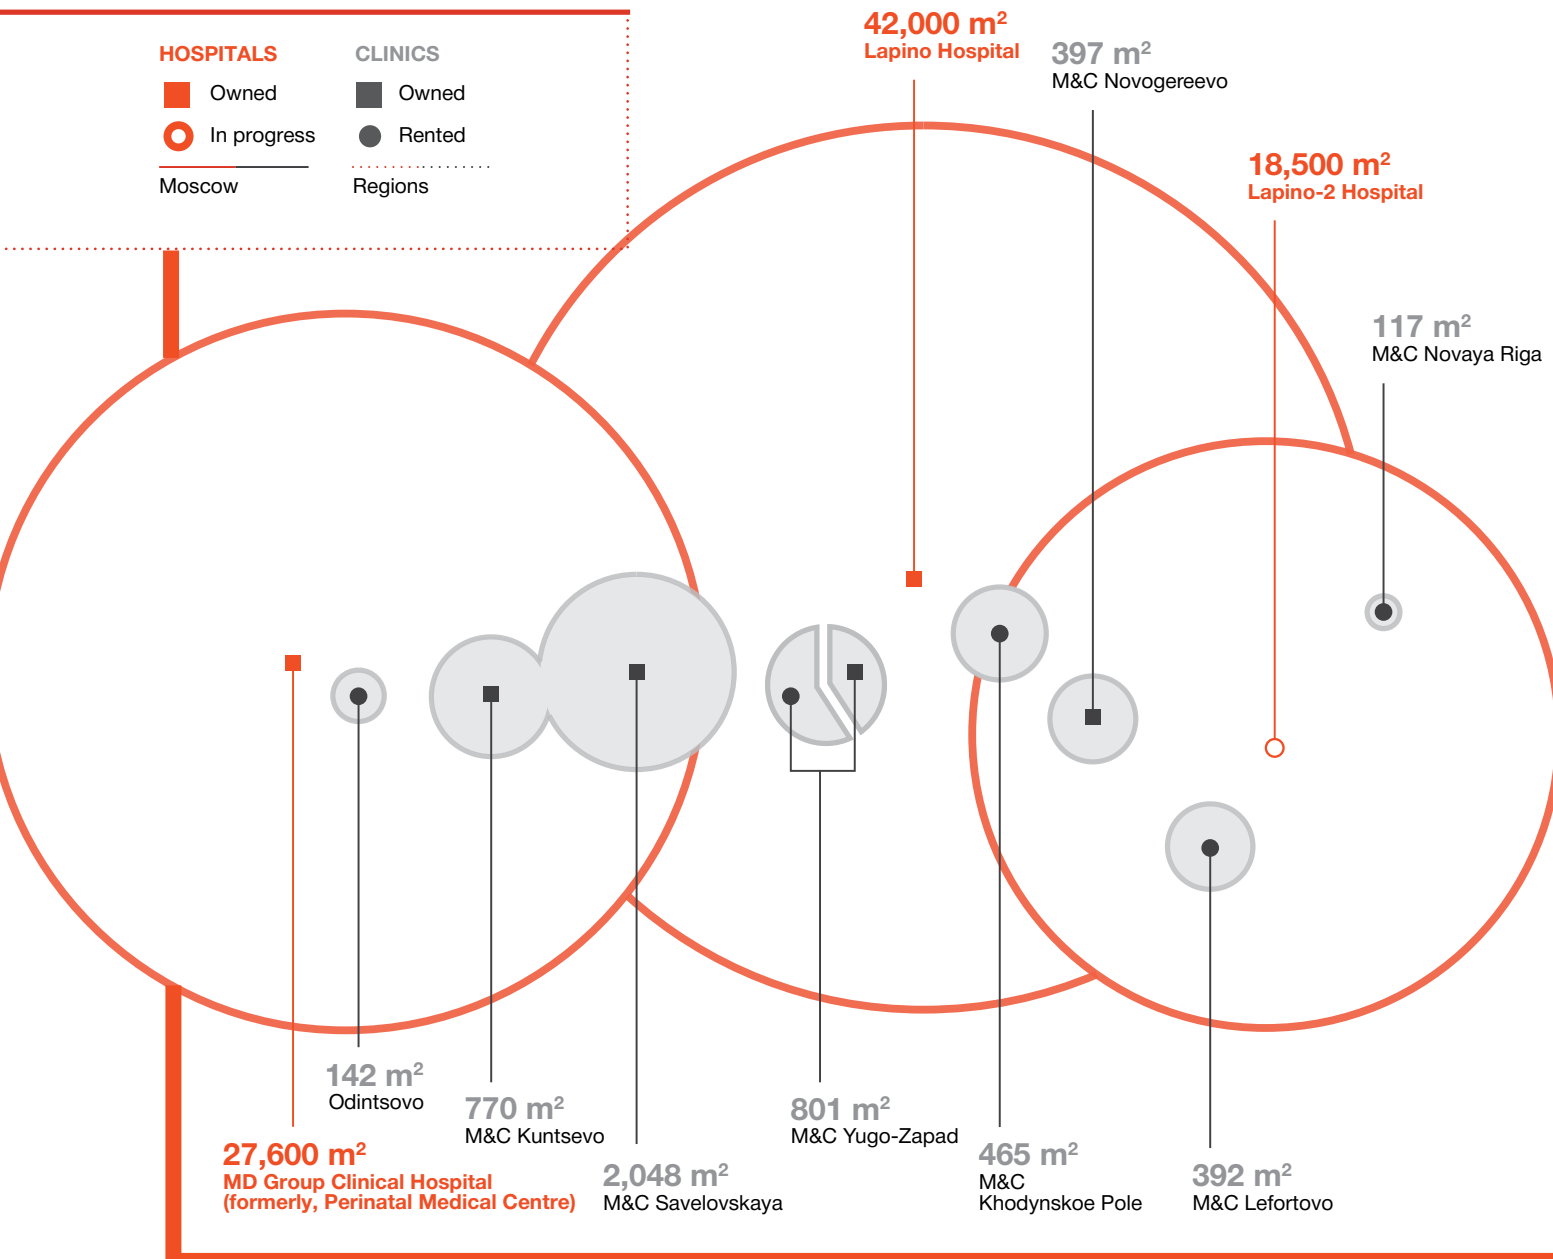 HOSPITALS
Owned
In progress
Moscow
CLINICS
Owned
Rented
Regions
42,000 m²
Lapino Hospital
397 m²
M&C Novogereevo
18,500 m²
Lapino-2 Hospital
117 m²
M&C Novaya Riga
142 m²
Odintsovo
770 m²
M&C Kuntsevo
27,600 m²
MD Group Clinical Hospital
(formerly, Perinatal Medical Centre)
2,048 m²
M&C Savelovskaya
801 m²
M&C Yugo-Zapad
465 m²
M&C
Khodynskoe Pole
392 m²
M&C Lefortovo